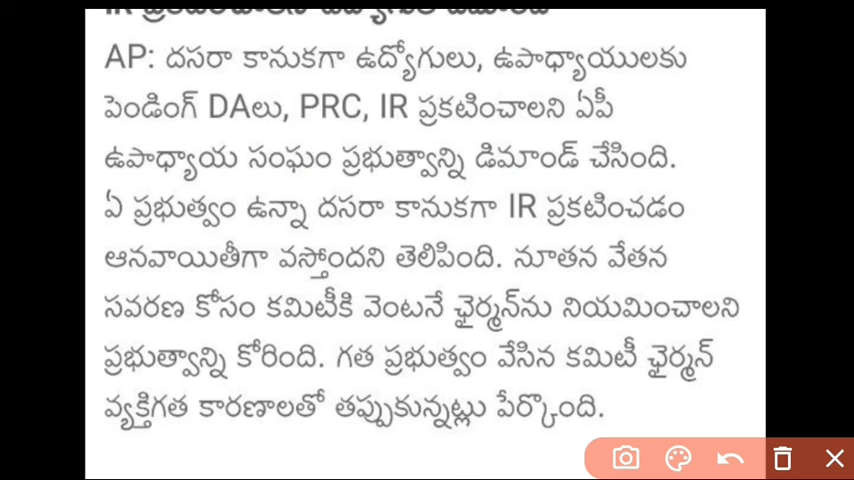 AP: దసరా కానుకగా ఉద్యోగులు, ఉపాధ్యాయులకు
పెండింగ్ DAలు, PRC, IR ప్రకటించాలని ఏపీ
ఉపాధ్యాయ సంఘం ప్రభుత్వాన్ని డిమాండ్ చేసింది.
ఏ ప్రభుత్వం ఉన్నా దసరా కానుకగా IR ప్రకటించడం
ఆనవాయితీగా వస్తోందని తెలిపింది. నూతన వేతన
సవరణ కోసం కమిటీకి వెంటనే ఛైర్మన్‌ను నియమించాలని
ప్రభుత్వాన్ని కోరింది. గత ప్రభుత్వం వేసిన కమిటీ ఛైర్మన్
వ్యక్తిగత కారణాలతో తప్పుకున్నట్లు పేర్కొంది.